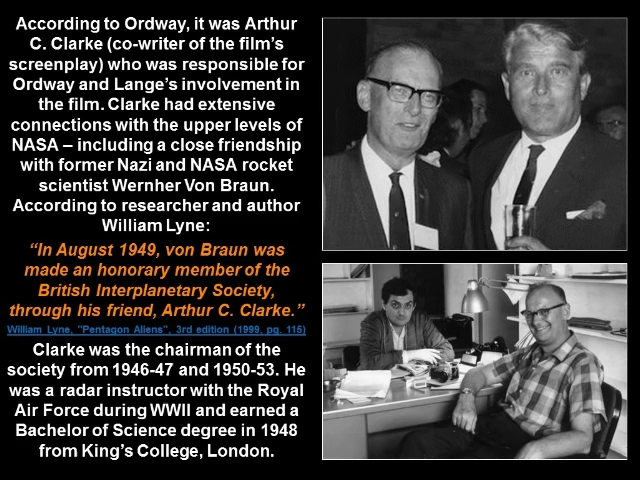 According to Ordway, it was Arthur
C. Clarke (co-writer of the film's
screenplay) who was responsible for
Ordway and Lange's involvement in
the film. Clarke had extensive
connections with the upper levels of
NASA – including a close friendship
with former Nazi and NASA rocket
scientist Wernher Von Braun.
According to researcher and author
William Lyne:
“In August 1949, von Braun was
made an honorary member of the
British Interplanetary Society,
through his friend, Arthur C. Clarke.”
William Lyne, "Pentagon Aliens", 3rd edition (1999, pg. 115)
Clarke was the chairman of the
society from 1946-47 and 1950-53. He
was a radar instructor with the Royal
Air Force during WWII and earned a
Bachelor of Science degree in 1948
from King's College, London.